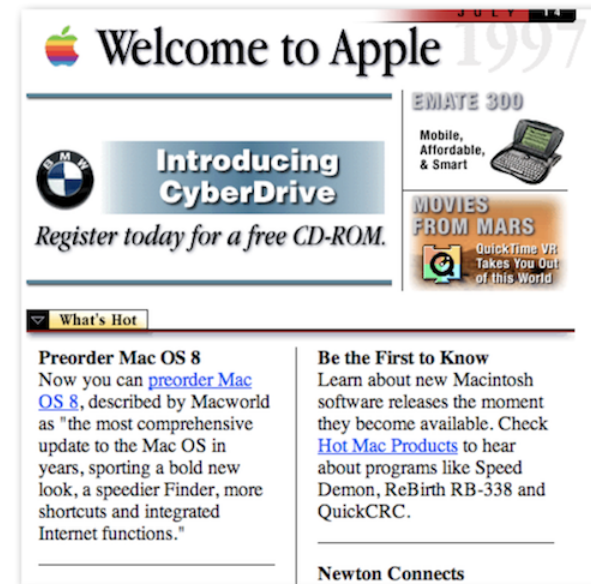 JULY 14
1997
Welcome to Apple
BMW
Introducing
CyberDrive
Register today for a free CD-ROM.
EMATE 300
Mobile,
Affordable,
& Smart
MOVIES
FROM MARS
QuickTime VR
Takes You Out
of this World
What's Hot
Preorder Mac OS 8
Now you can preorder Mac
OS 8, described by Macworld
as "the most comprehensive
update to the Mac OS in
years, sporting a bold new
look, a speedier Finder, more
shortcuts and integrated
Internet functions."
Be the First to Know
Learn about new Macintosh
software releases the moment
they become available. Check
Hot Mac Products to hear
about programs like Speed
Demon, ReBirth RB-338 and
QuickCRC.
Newton Connects